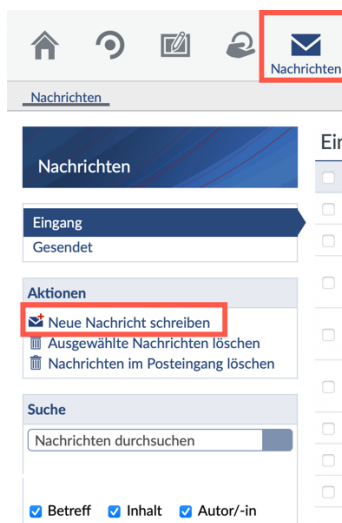 Nachrichten
Nachrichten
Nachrichten
Eingang
Gesendet
Aktionen
Neue Nachricht schreiben
Ausgewählte Nachrichten löschen
Nachrichten im Posteingang löschen
Suche
Nachrichten durchsuchen
Betreff Inhalt Autor/-in